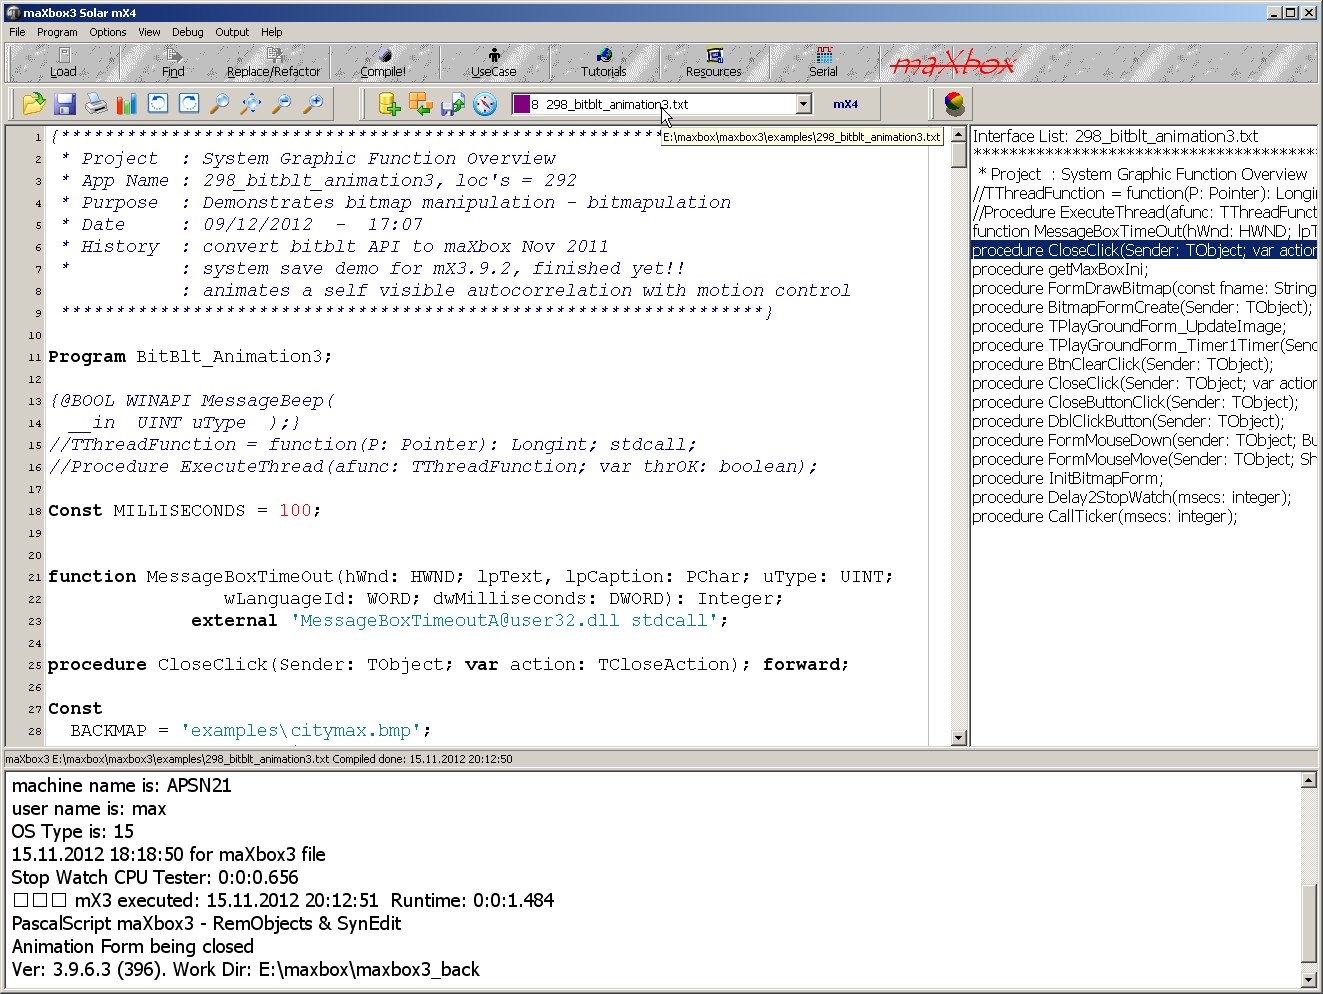 maXbox3 Solar mX4
File Program Options View Debug Output Help
Load Find Replace/Refactor Compile! UseCase Tutorials Resources Serial maXbox
8 298_bitblt_animation3.txt mX4
E:\maxbox\maxbox3\examples\298_bitblt_animation3.txt
1 {*******************************************************
2 * Project : System Graphic Function Overview
3 * App Name : 298_bitblt_animation3, loc's = 292
4 * Purpose : Demonstrates bitmap manipulation - bitmapulation
5 * Date : 09/12/2012 - 17:07
6 * History : convert bitblt API to maXbox Nov 2011
7 * : system save demo for mX3.9.2, finished yet!!
8 : animates a self visible autocorrelation with motion control
9 *****************************************************************}
10
11 Program BitBlt_Animation3;
12
13 {@BOOL WINAPI MessageBeep(
14 __in UINT uType );}
15 //TThreadFunction = function(P: Pointer): Longint; stdcall;
16 //Procedure ExecuteThread(afunc: TThreadFunction; var thrOK: boolean);
17
18 Const MILLISECONDS = 100;
19
20
21 function MessageBoxTimeOut(hWnd: HWND; lpText, lpCaption: PChar; uType: UINT;
22 wLanguageId: WORD; dwMilliseconds: DWORD): Integer;
23 external 'MessageBoxTimeoutA@user32.dll stdcall';
24
25 procedure CloseClick(Sender: TObject; var action: TCloseAction); forward;
26
27 Const
28 BACKMAP = 'examples\citymax.bmp';
Interface List: 298_bitblt_animation3.txt
******************************************
* Project : System Graphic Function Overview
//TThreadFunction = function(P: Pointer): Longin
//Procedure ExecuteThread(afunc: TThreadFunct
function MessageBoxTimeOut(hWnd: HWND; lpT
procedure CloseClick(Sender: TObject; var action
procedure getMaxBoxIni;
procedure FormDrawBitmap(const fname: String
procedure BitmapFormCreate(Sender: TObject);
procedure TPlayGroundForm_UpdateImage;
procedure TPlayGroundForm_Timer1Timer(Send
procedure BtnClearClick(Sender: TObject);
procedure CloseClick(Sender: TObject; var action
procedure CloseButtonClick(Sender: TObject);
procedure DblClickButton(Sender: TObject);
procedure FormMouseDown(sender: TObject; Bu
procedure FormMouseMove(Sender: TObject; Sh
procedure InitBitmapForm;
procedure Delay2StopWatch(msecs: integer);
procedure CallTicker(msecs: integer);
maXbox3 E:\maxbox\maxbox3\examples\298_bitblt_animation3.txt Compiled done: 15.11.2012 20:12:50
machine name is: APSN21
user name is: max
OS Type is: 15
15.11.2012 18:18:50 for maXbox3 file
Stop Watch CPU Tester: 0:0:0.656
□□□ mX3 executed: 15.11.2012 20:12:51 Runtime: 0:0:1.484
PascalScript maXbox3 - RemObjects & SynEdit
Animation Form being closed
Ver: 3.9.6.3 (396). Work Dir: E:\maxbox\maxbox3_back